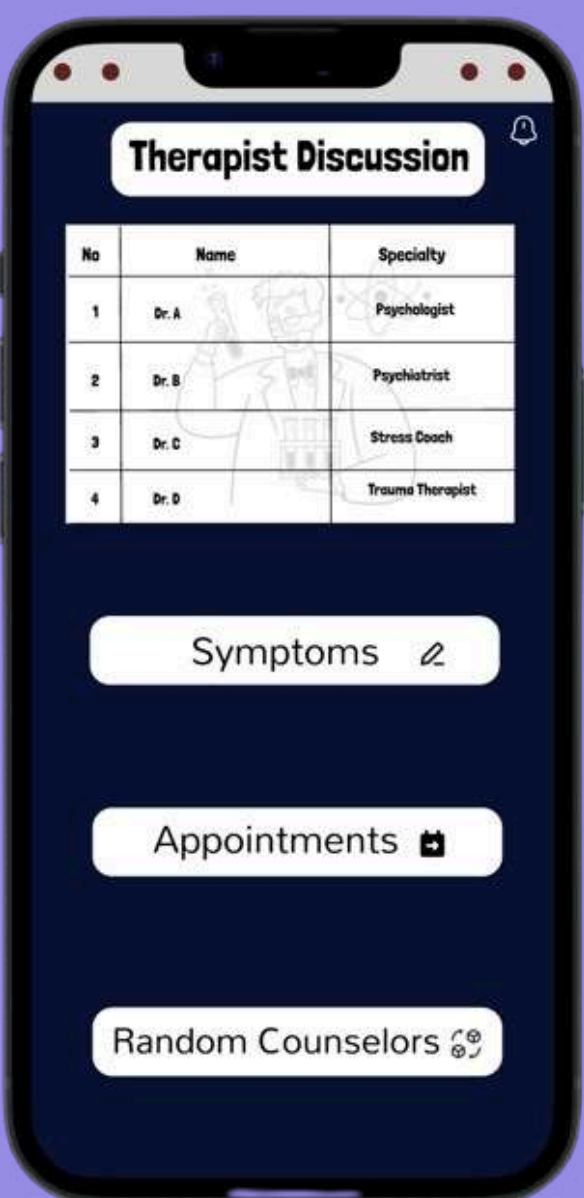 Therapist Discussion
No Name Specialty
1 Dr. A Psychologist
2 Dr. B Psychiatrist
3 Dr. C Stress Coach
4 Dr. D Trauma Therapist
Symptoms
Appointments
Random Counselors